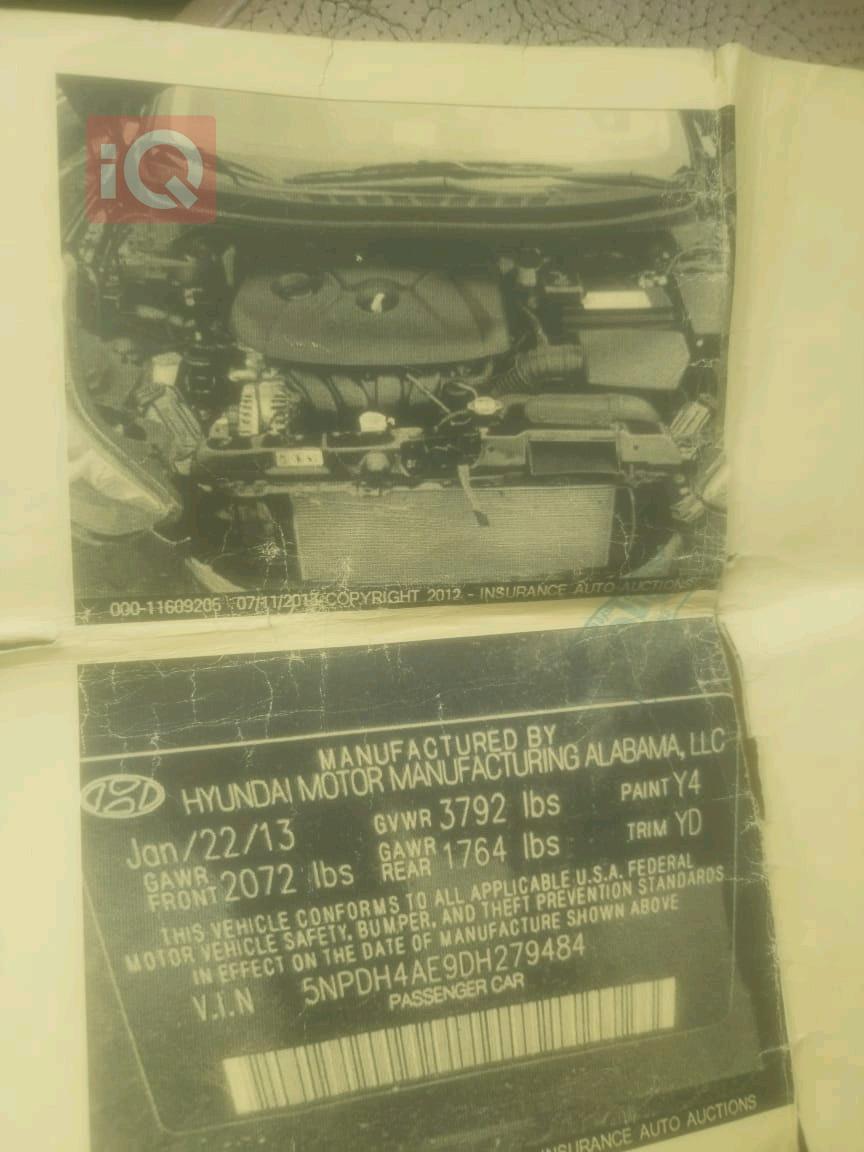 iQ
000-11609206 07/11/2013 COPYRIGHT 2012 - INSURANCE AUTO AUCTIONS
MANUFACTURED BY
HYUNDAI MOTOR MANUFACTURING ALABAMA, LLC
Jan/22/13 GVWR 3792 lbs PAINT Y4
GAWR FRONT 2072 lbs GAWR REAR 1764 lbs TRIM YD
THIS VEHICLE CONFORMS TO ALL APPLICABLE U.S.A. FEDERAL
MOTOR VEHICLE SAFETY, BUMPER, AND THEFT PREVENTION STANDARDS
IN EFFECT ON THE DATE OF MANUFACTURE SHOWN ABOVE
V.I.N 5NPDH4AE9DH279484
PASSENGER CAR
INSURANCE AUTO AUCTIONS